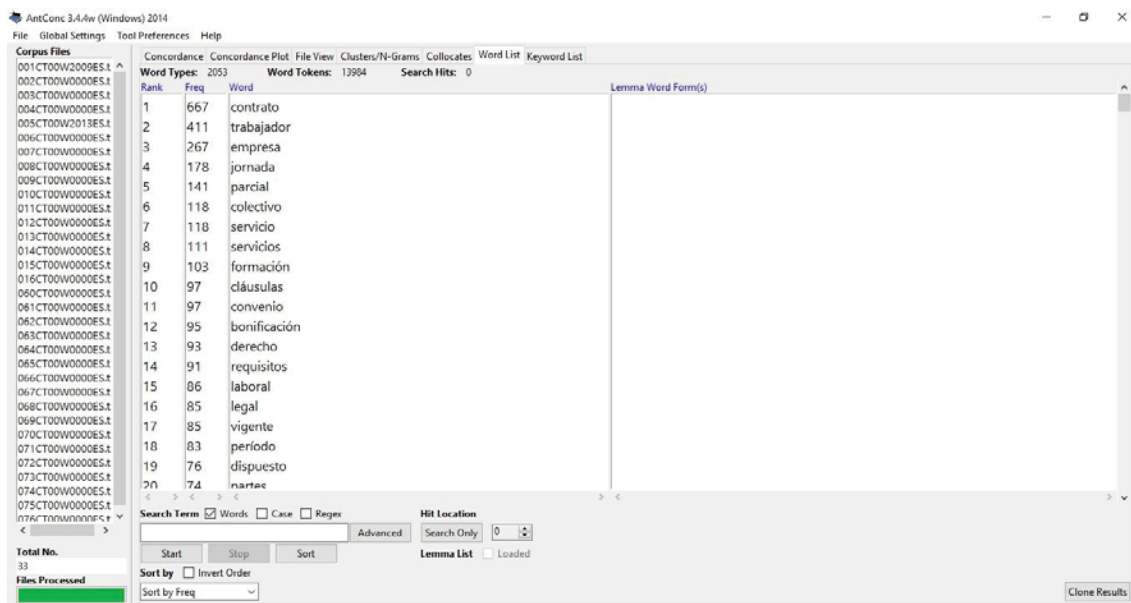 AntConc 3.4.4w (Windows) 2014
File Global Settings Tool Preferences Help
Corpus Files
001CT00W2009ES.t
002CT00W0000ES.t
003CT00W0000ES.t
004CT00W0000ES.t
005CT00W2013ES.t
006CT00W0000ES.t
007CT00W0000ES.t
008CT00W0000ES.t
009CT00W0000ES.t
010CT00W0000ES.t
011CT00W0000ES.t
012CT00W0000ES.t
013CT00W0000ES.t
014CT00W0000ES.t
015CT00W0000ES.t
016CT00W0000ES.t
060CT00W0000ES.t
061CT00W0000ES.t
062CT00W0000ES.t
063CT00W0000ES.t
064CT00W0000ES.t
065CT00W0000ES.t
066CT00W0000ES.t
067CT00W0000ES.t
068CT00W0000ES.t
069CT00W0000ES.t
070CT00W0000ES.t
071CT00W0000ES.t
072CT00W0000ES.t
073CT00W0000ES.t
074CT00W0000ES.t
075CT00W0000ES.t
076CT00W0000ES.t
Total No.
33
Files Processed
Concordance Concordance Plot File View Clusters/N-Grams Collocates Word List Keyword List
Word Types: 2053 Word Tokens: 13984 Search Hits: 0
Rank Freq Word Lemma Word Form(s)
1 667 contrato
2 411 trabajador
3 267 empresa
4 178 jornada
5 141 parcial
6 118 colectivo
7 118 servicio
8 111 servicios
9 103 formación
10 97 cláusulas
11 97 convenio
12 95 bonificación
13 93 derecho
14 91 requisitos
15 86 laboral
16 85 legal
17 85 vigente
18 83 período
19 76 dispuesto
20 74 partes
Search Term Words Case Regex Hit Location
Advanced Search Only 0
Start Stop Sort Lemma List Loaded
Sort by Invert Order
Sort by Freq Clone Results